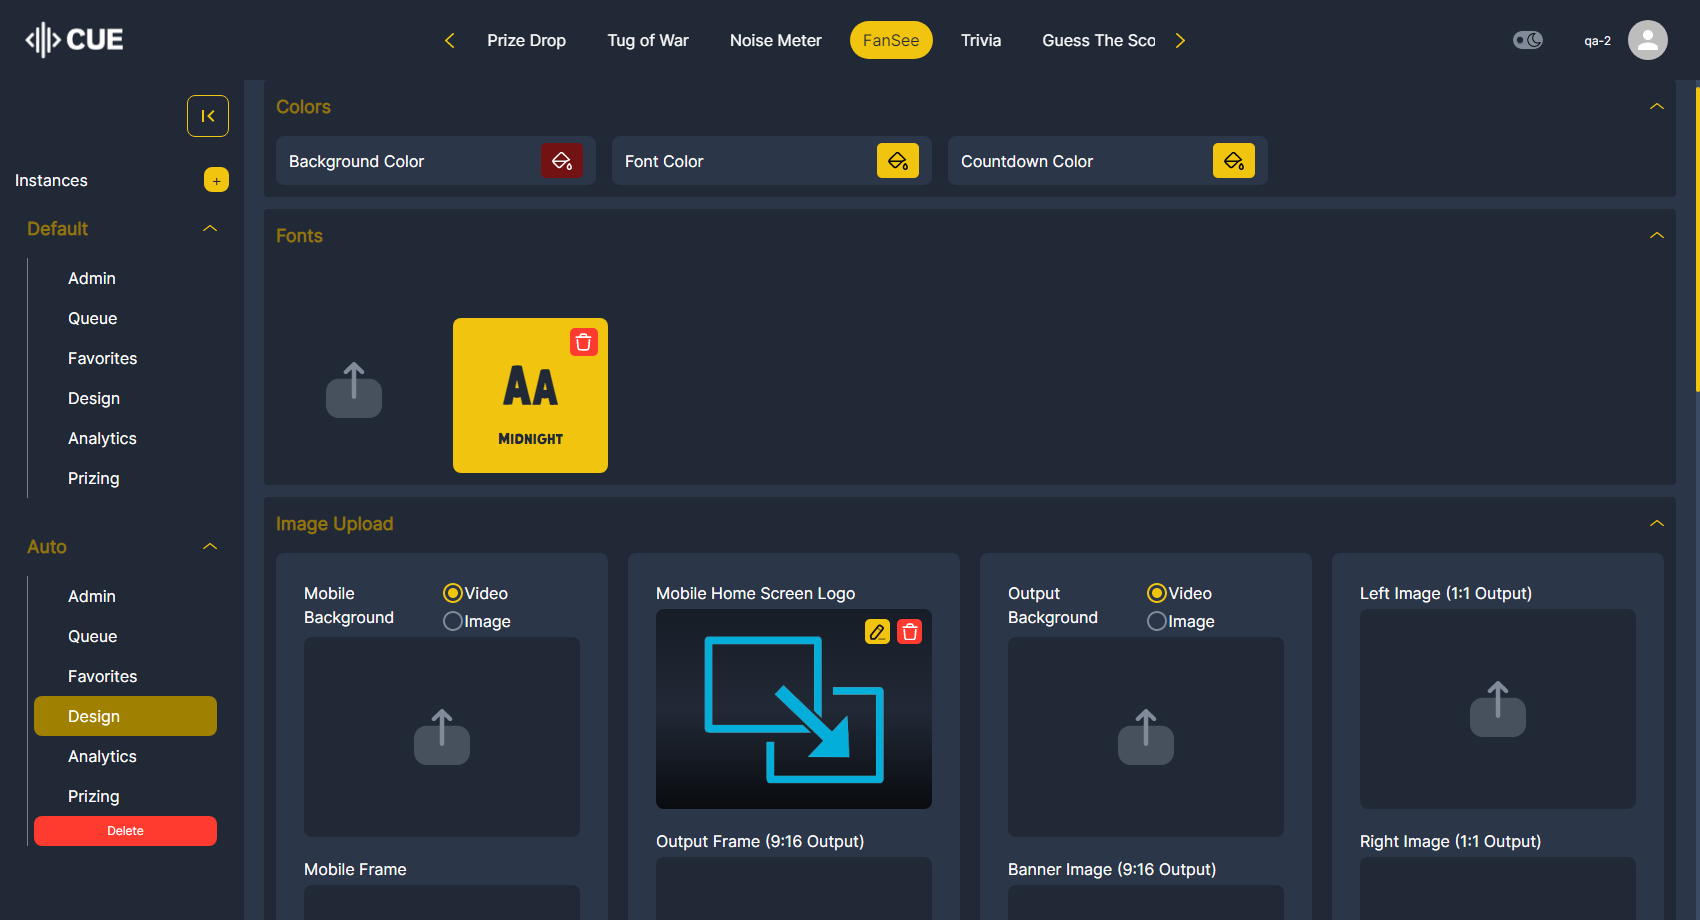 CUE
Prize Drop
Tug of War
Noise Meter
FanSee
Trivia
Guess The Sco
qa-2
Instances
+
Default
Admin
Queue
Favorites
Design
Analytics
Prizing
Auto
Admin
Queue
Favorites
Design
Analytics
Prizing
Delete
Colors
Background Color
Font Color
Countdown Color
Fonts
AA
MIDNIGHT
Image Upload
Mobile
Background
Video
Image
Mobile Home Screen Logo
Output
Background
Video
Image
Left Image (1:1 Output)
Mobile Frame
Output Frame (9:16 Output)
Banner Image (9:16 Output)
Right Image (1:1 Output)